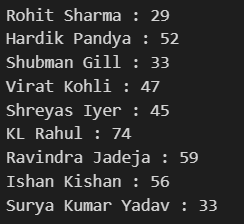 Rohit Sharma : 29
Hardik Pandya : 52
Shubman Gill : 33
Virat Kohli : 47
Shreyas Iyer : 45
KL Rahul : 74
Ravindra Jadeja : 59
Ishan Kishan : 56
Surya Kumar Yadav : 33